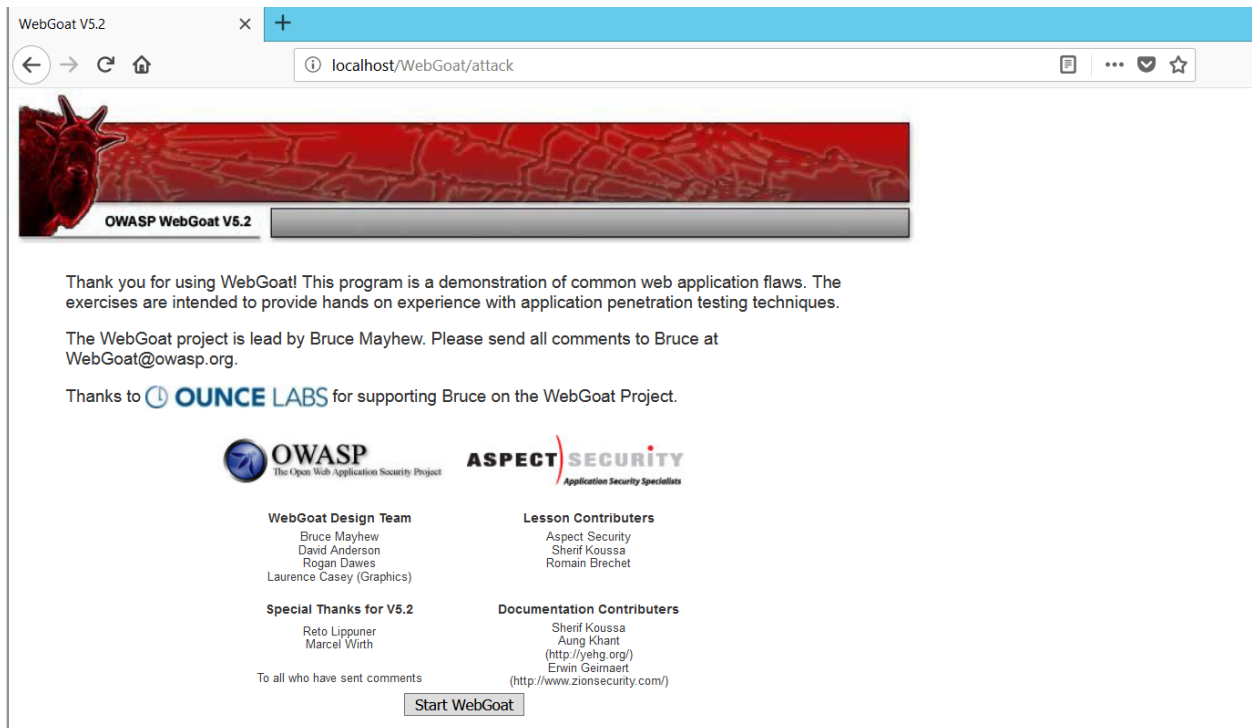 WebGoat V5.2
localhost/WebGoat/attack
OWASP WebGoat V5.2
Thank you for using WebGoat! This program is a demonstration of common web application flaws. The
exercises are intended to provide hands on experience with application penetration testing techniques.
The WebGoat project is lead by Bruce Mayhew. Please send all comments to Bruce at
WebGoat@owasp.org.
Thanks to OUNCE LABS for supporting Bruce on the WebGoat Project.
OWASP
The Open Web Application Security Project
ASPECT SECURITY
Application Security Specialists
WebGoat Design Team
Bruce Mayhew
David Anderson
Rogan Dawes
Laurence Casey (Graphics)
Lesson Contributers
Aspect Security
Sherif Koussa
Romain Brechet
Special Thanks for V5.2
Reto Lippuner
Marcel Wirth
To all who have sent comments
Documentation Contributers
Sherif Koussa
Aung Khant
(http://yehg.org/)
Erwin Geirnaert
(http://www.zionsecurity.com/)
Start WebGoat